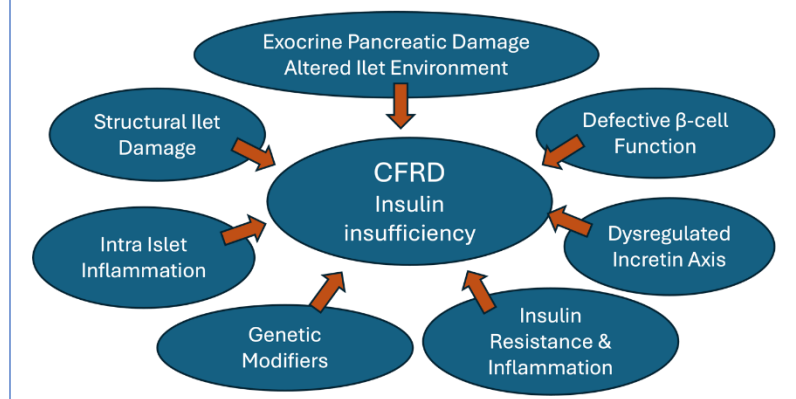 Exocrine Pancreatic Damage
Altered Ilet Environment
Structural Ilet
Damage
Defective β-cell
Function
CFRD
Insulin
insufficiency
Intra Islet
Inflammation
Dysregulated
Incretin Axis
Genetic
Modifiers
Insulin
Resistance &
Inflammation